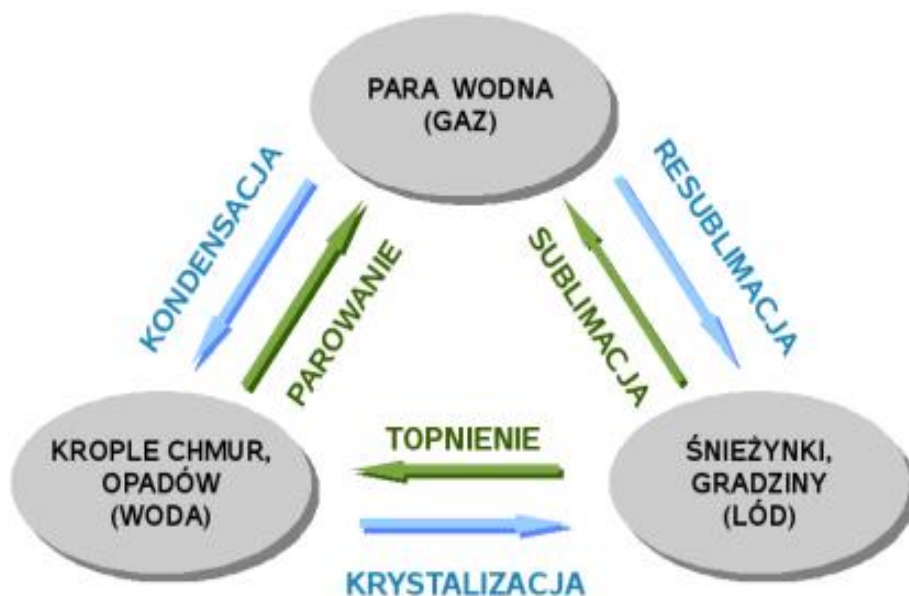 PARA WODNA
(GAZ)
KONDENSACJA
PAROWANIE
SUBLIMACJA
RESUBLIMACJA
KROPLE CHMUR,
OPADÓW
(WODA)
TOPNIENIE
ŚNIEŻYNKI,
GRADZINY
(LÓD)
KRYSTALIZACJA